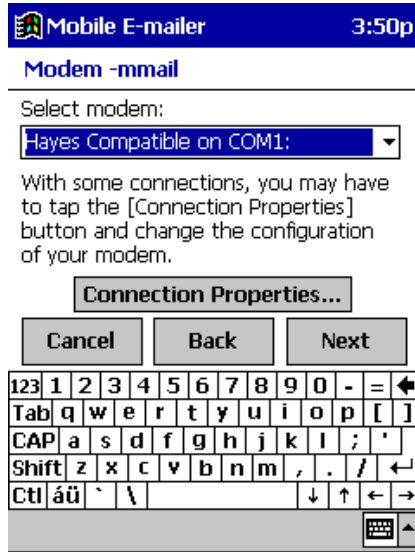 Mobile E-mailer 3:50p
Modem -mmail
Select modem:
Hayes Compatible on COM1:
With some connections, you may have
to tap the [Connection Properties]
button and change the configuration
of your modem.
Connection Properties...
Cancel Back Next
123 1 2 3 4 5 6 7 8 9 0 - = ←
Tab q w e r t y u i o p [ ]
CAP a s d f g h j k l ; '
Shift z x c v b n m , . / ↵
Ctl áü ` \ ↓ ↑ ← →